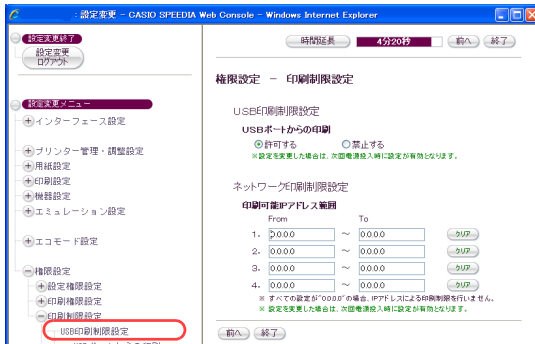 : 設定変更 - CASIO SPEEDIA Web Console - Windows Internet Explorer
設定変更終了
設定変更
ログアウト
時間延長
4分20秒
前へ
終了
権限設定 － 印刷制限設定
設定変更メニュー
インターフェース設定
プリンター管理・調整設定
用紙設定
印刷設定
機器設定
エミュレーション設定
エコモード設定
権限設定
設定権限設定
印刷権限設定
印刷制限設定
USB印刷制限設定
USB印刷制限設定
USBポートからの印刷
許可する
禁止する
※設定を変更した場合は、次回電源投入時に設定が有効となります。
ネットワーク印刷制限設定
印刷可能IPアドレス範囲
From To
1. 0.0.0.0 ～ 0.0.0.0 クリア
2. 0.0.0.0 ～ 0.0.0.0 クリア
3. 0.0.0.0 ～ 0.0.0.0 クリア
4. 0.0.0.0 ～ 0.0.0.0 クリア
※ すべての設定が"0.0.0.0"の場合、IPアドレスによる印刷制限を行いません。
※ 設定を変更した場合は、次回電源投入時に設定が有効となります。
前へ
終了